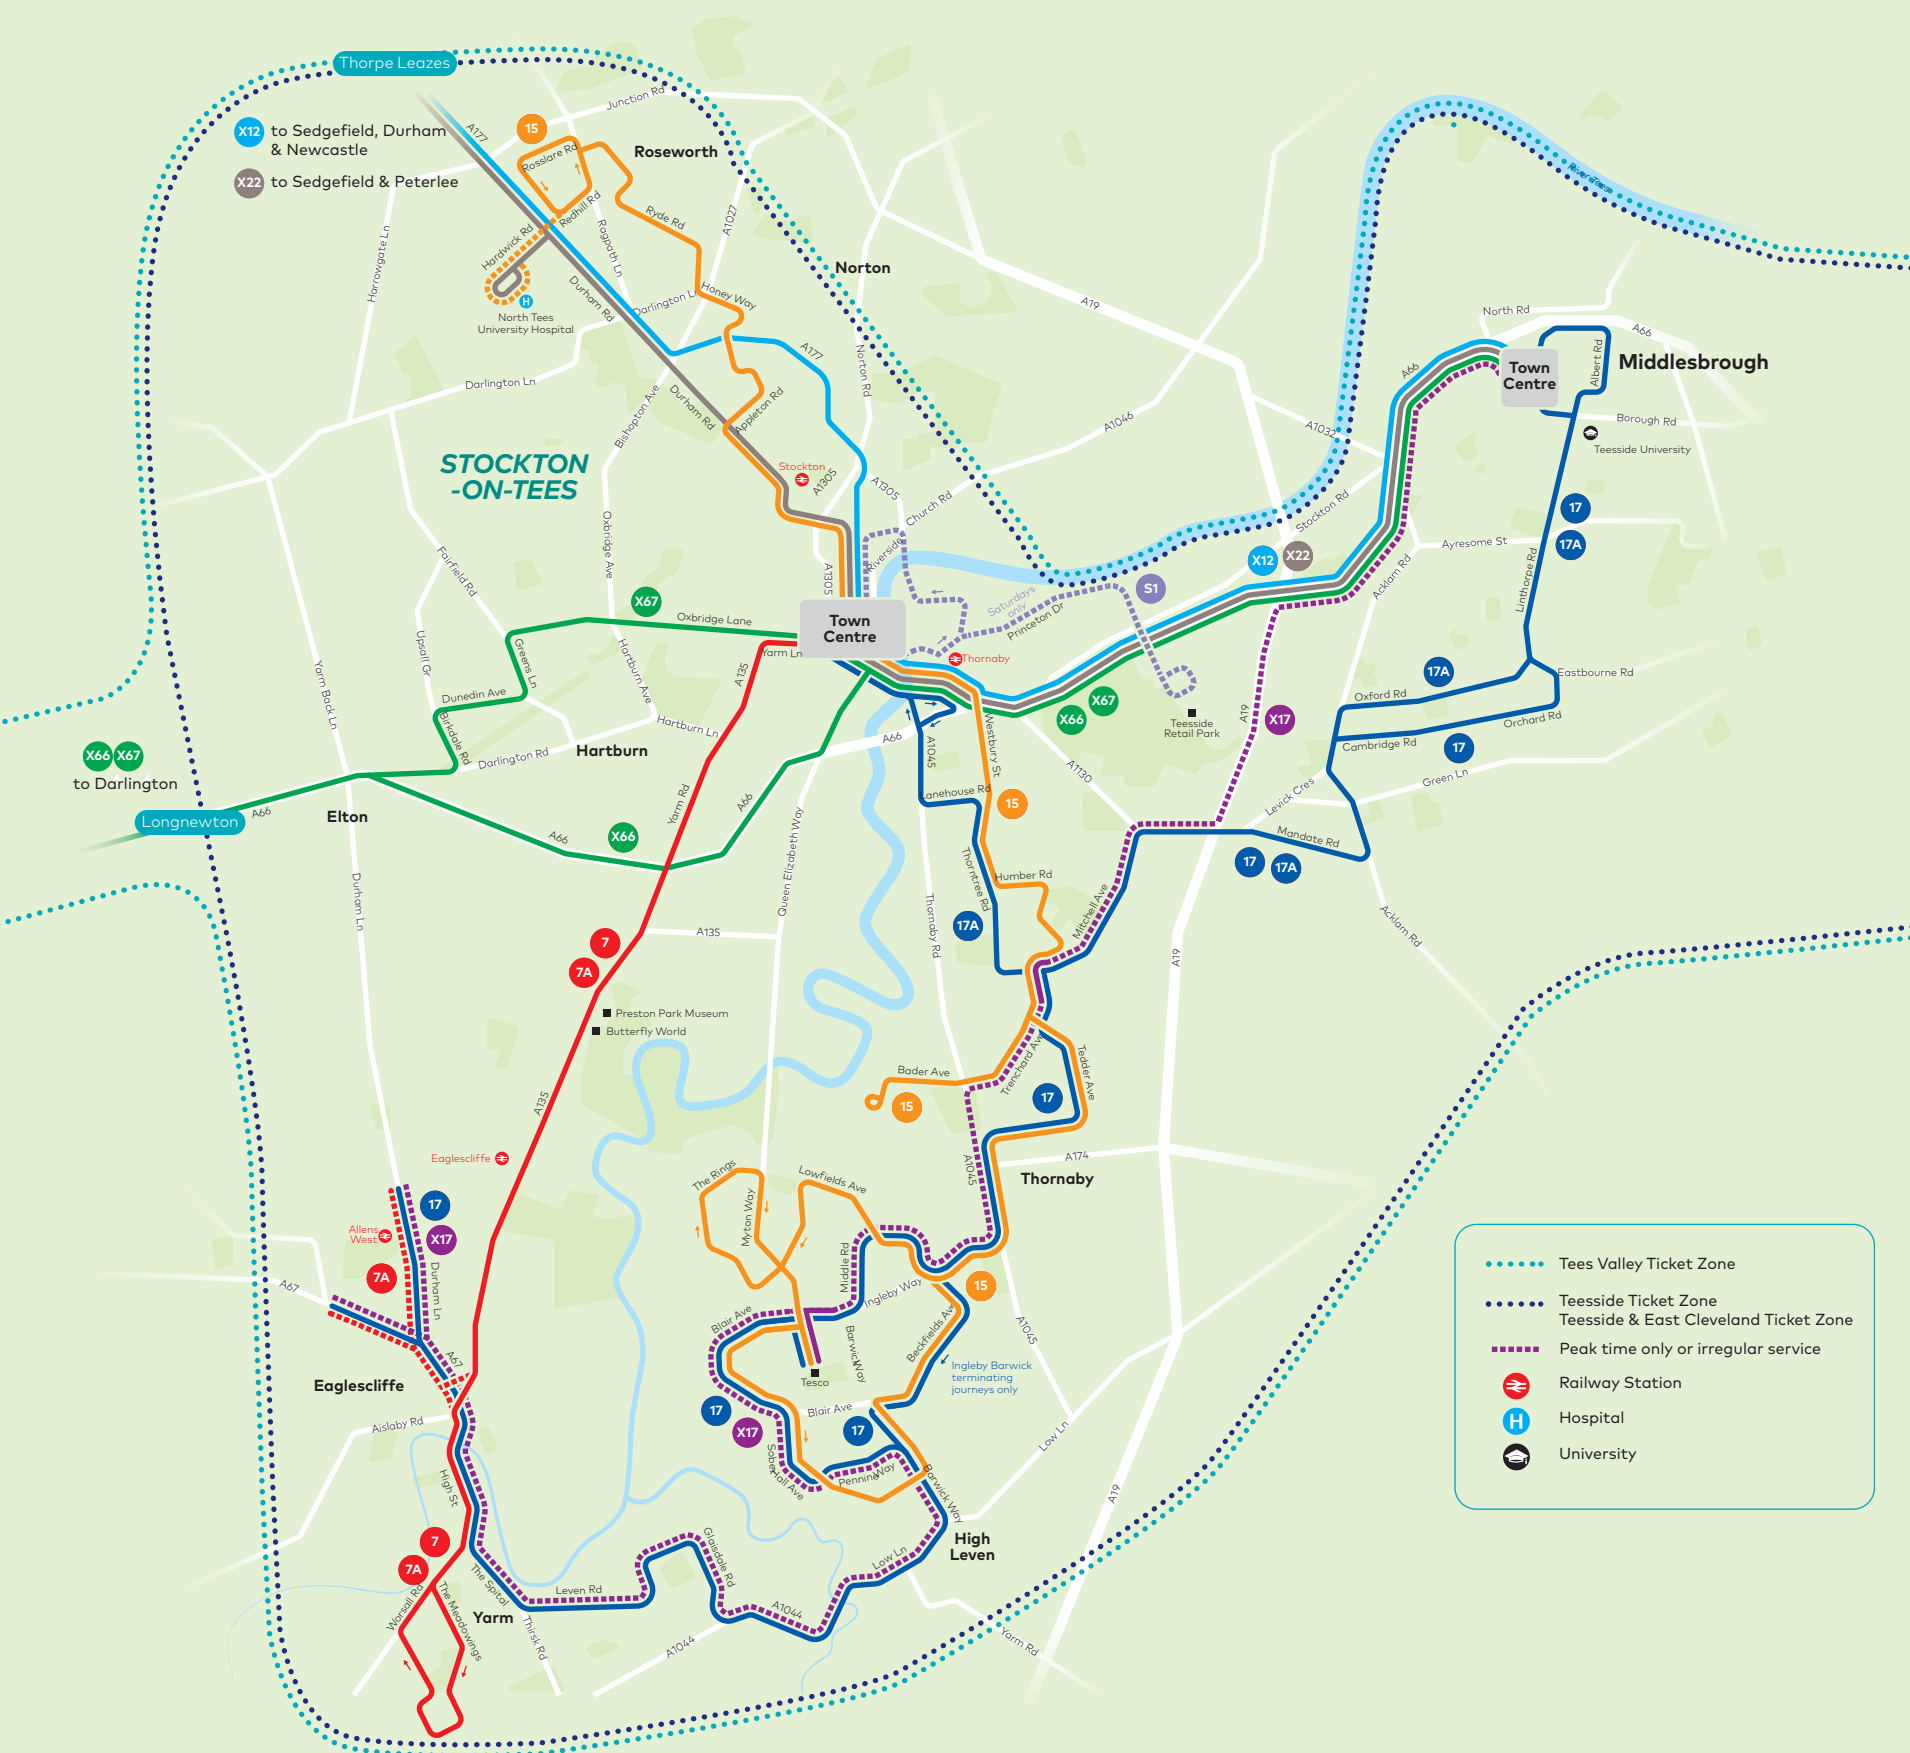 Thorpe Leazes
X12
to Sedgefield, Durham
& Newcastle
X22
to Sedgefield & Peterlee
A177
15
Junction Rd
Rosslare Rd
Roseworth
Redhill Rd
Ryde Rd
A1027
Ragpath Ln
Hardwick Rd
Harrowgate Ln
Durham Rd
Darlington Ln
Honey Way
H
North Tees
University Hospital
Norton
A19
A177
Norton Rd
River Tees
North Rd
A66
Albert Rd
Middlesbrough
Town
Centre
A66
Borough Rd
Teesside University
Darlington Ln
Bishopton Ave
Durham Rd
Appleton Rd
A1046
A1032
STOCKTON
-ON-TEES
Stockton
A1305
A1305
Church Rd
Stockton Rd
17
17A
Ayresome St
Linthorpe Rd
Acklam Rd
Oxbridge Ave
Fairfield Rd
Riverside
A1305
X12
X22
S1
Saturdays
only
Princeton Dr
X67
Oxbridge Lane
Town
Centre
Yarm Ln
Thornaby
Upsall Gr
Greens Ln
Hartburn Ave
A135
Yarm Back Ln
Dunedin Ave
Birkdale Rd
Hartburn Ln
Darlington Rd
Hartburn
X66
X67
Teesside
Retail Park
A19
X17
17A
Oxford Rd
Eastbourne Rd
Orchard Rd
Cambridge Rd
17
Green Ln
Levick Cres
Mandate Rd
17
17A
Acklam Rd
X66
X67
to Darlington
Longnewton
A66
Elton
A66
X66
A66
Yarm Rd
A66
A1045
Westbury St
A1130
Lanehouse Rd
15
Queen Elizabeth Way
Durham Ln
A135
7
7A
Thorntree Rd
Thornaby Rd
Humber Rd
17A
Mitchell Ave
A19
Preston Park Museum
Butterfly World
Trenchard Ave
Tedder Ave
Bader Ave
15
17
A135
Eaglescliffe
A1045
A174
Thornaby
The Rings
Lowfields Ave
Myton Way
Middle Rd
Ingleby Way
15
17
X17
Allens
West
7A
Durham Ln
A67
A67
Eaglescliffe
Blair Ave
Barwick Way
Tesco
Beckfields Ave
A1045
Ingleby Barwick
terminating
journeys only
Blair Ave
17
X17
17
Sober Hall Ave
Pennine Way
Barwick Way
Low Ln
A19
Aislaby Rd
High St
7
7A
Worsall Rd
The Meadowings
The Spital
Yarm
Thirsk Rd
Leven Rd
Glaisdale Rd
A1044
A1044
Low Ln
High
Leven
Yarm Rd
Tees Valley Ticket Zone
Teesside Ticket Zone
Teesside & East Cleveland Ticket Zone
Peak time only or irregular service
Railway Station
H
Hospital
University